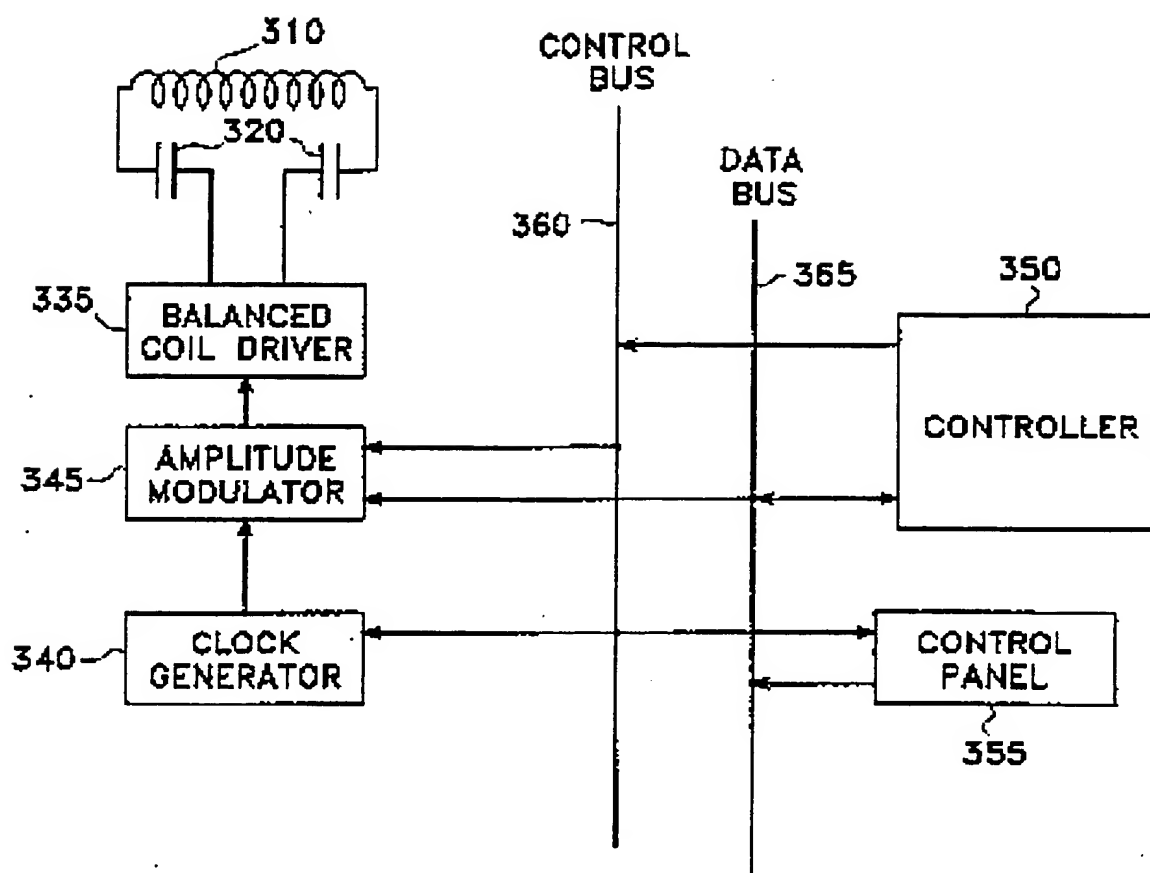 310
CONTROL
BUS
320
DATA
BUS
360
365
350
335
BALANCED
COIL DRIVER
CONTROLLER
345
AMPLITUDE
MODULATOR
340
CLOCK
GENERATOR
CONTROL
PANEL
355